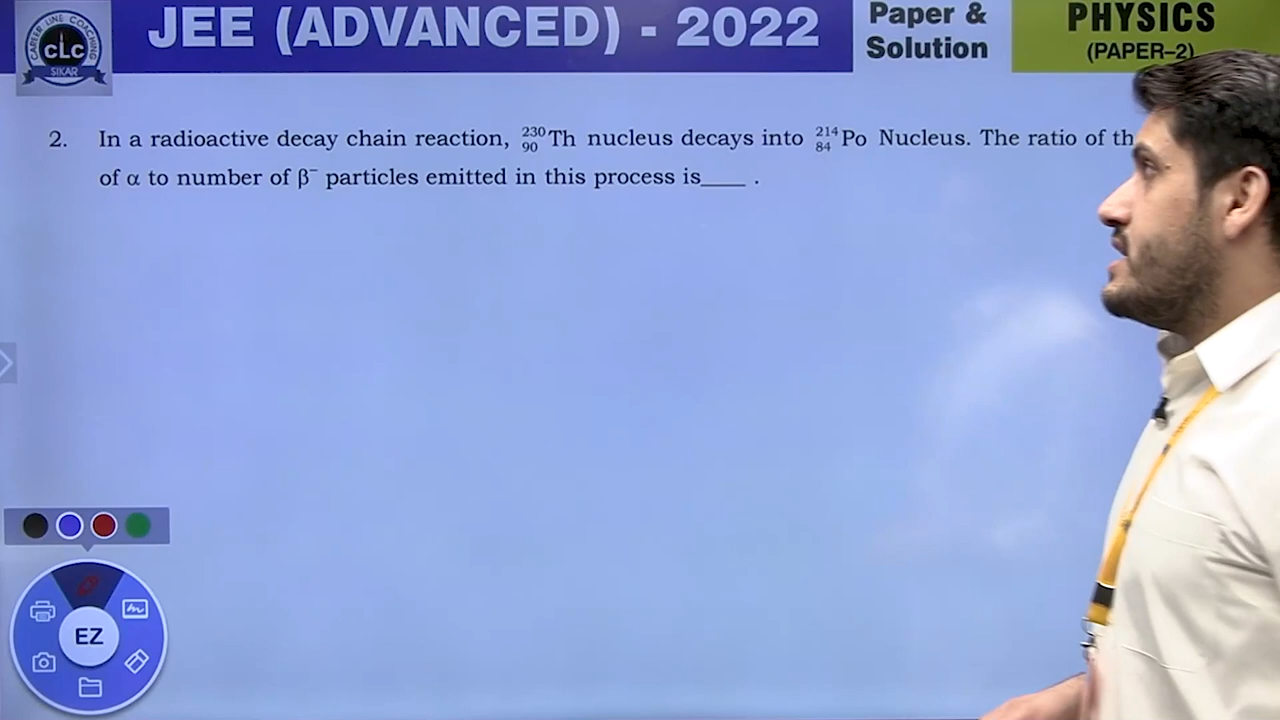 CAREER LINE COACHING
CLC
SIKAR
JEE (ADVANCED) - 2022
Paper &
Solution
PHYSICS
(PAPER–2)
2. In a radioactive decay chain reaction, ²³⁰₉₀Th nucleus decays into ²¹⁴₈₄Po Nucleus. The ratio of th
of α to number of β⁻ particles emitted in this process is____ .
EZ